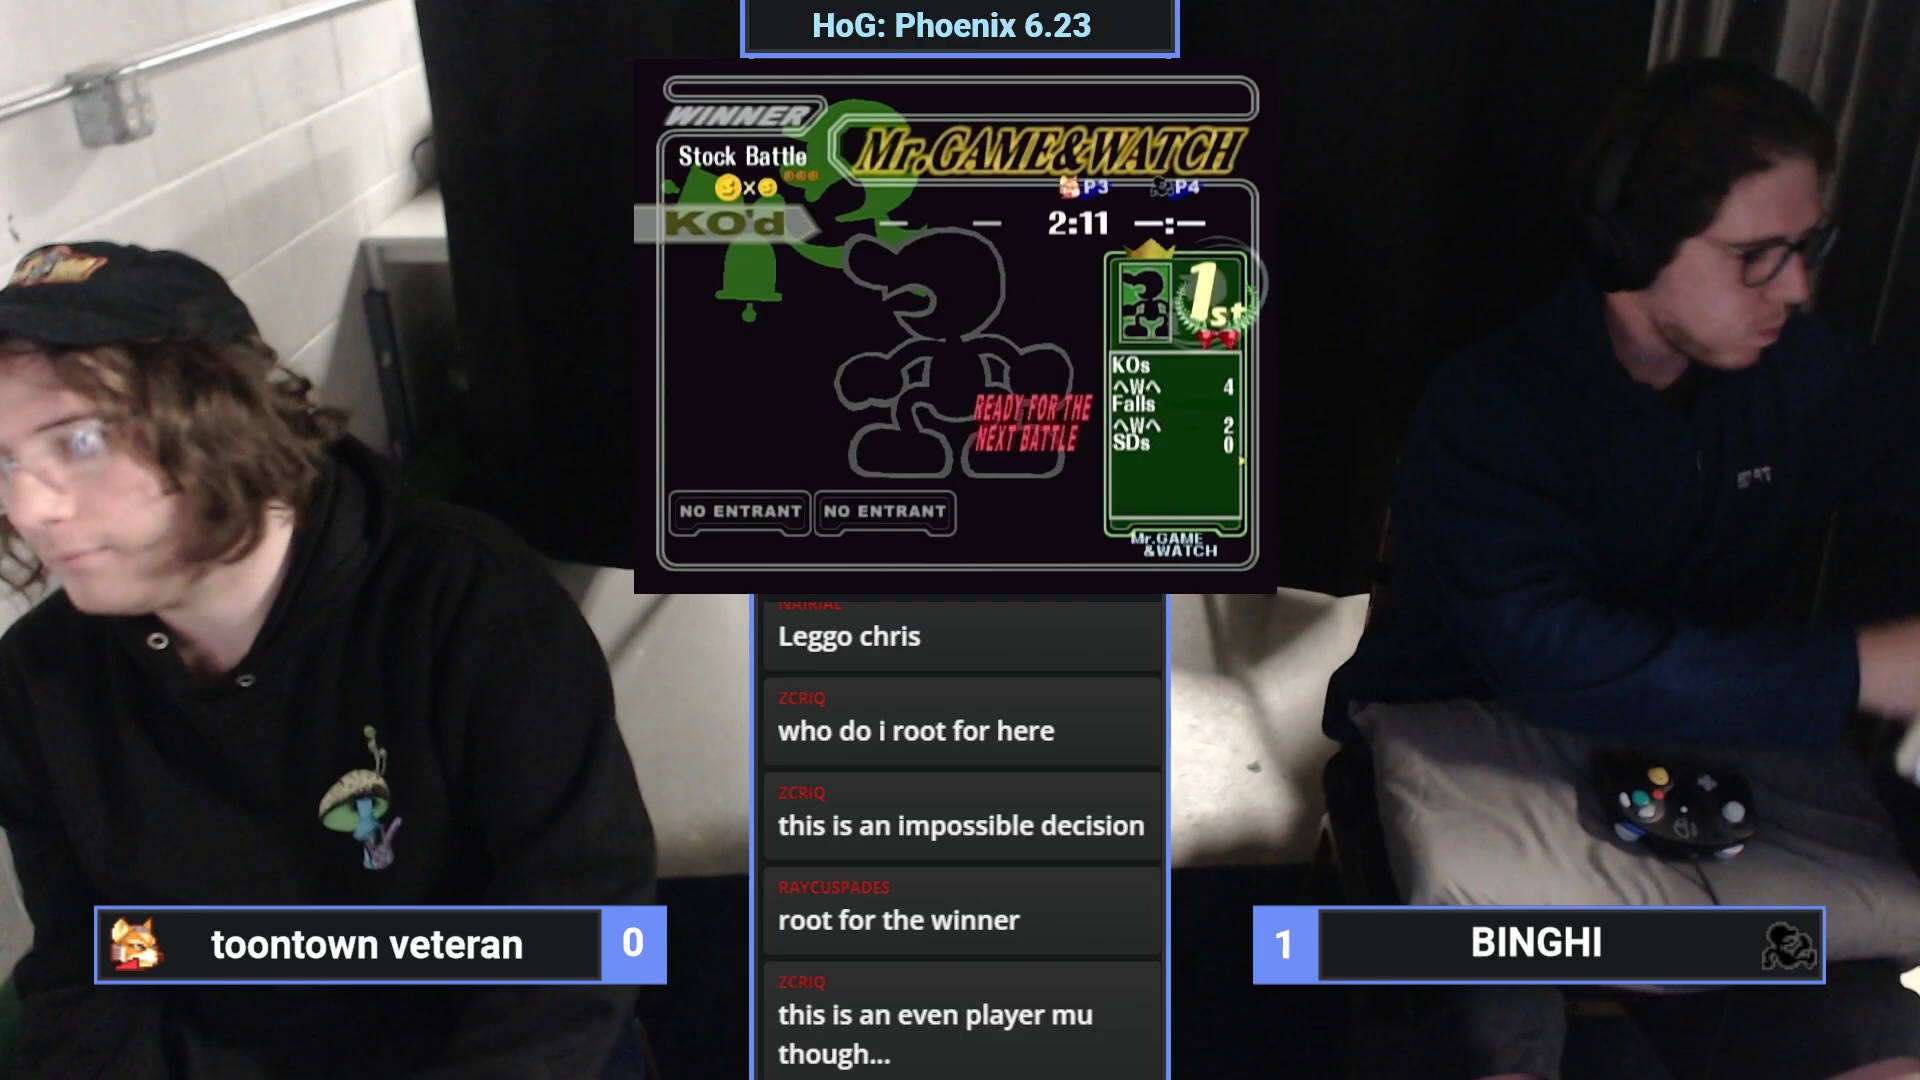 HoG: Phoenix 6.23
WINNER
Mr.GAME&WATCH
Stock Battle
x
P3
P4
KO'd
2:11
1st
KOs
^W^ 4
Falls
^W^ 2
SDs 0
READY FOR THE
NEXT BATTLE
NO ENTRANT
NO ENTRANT
Mr.GAME
&WATCH
NAIRIAL
Leggo chris
ZCRIQ
who do i root for here
ZCRIQ
this is an impossible decision
RAYCUSPADES
root for the winner
ZCRIQ
this is an even player mu
though...
toontown veteran 0
1 BINGHI